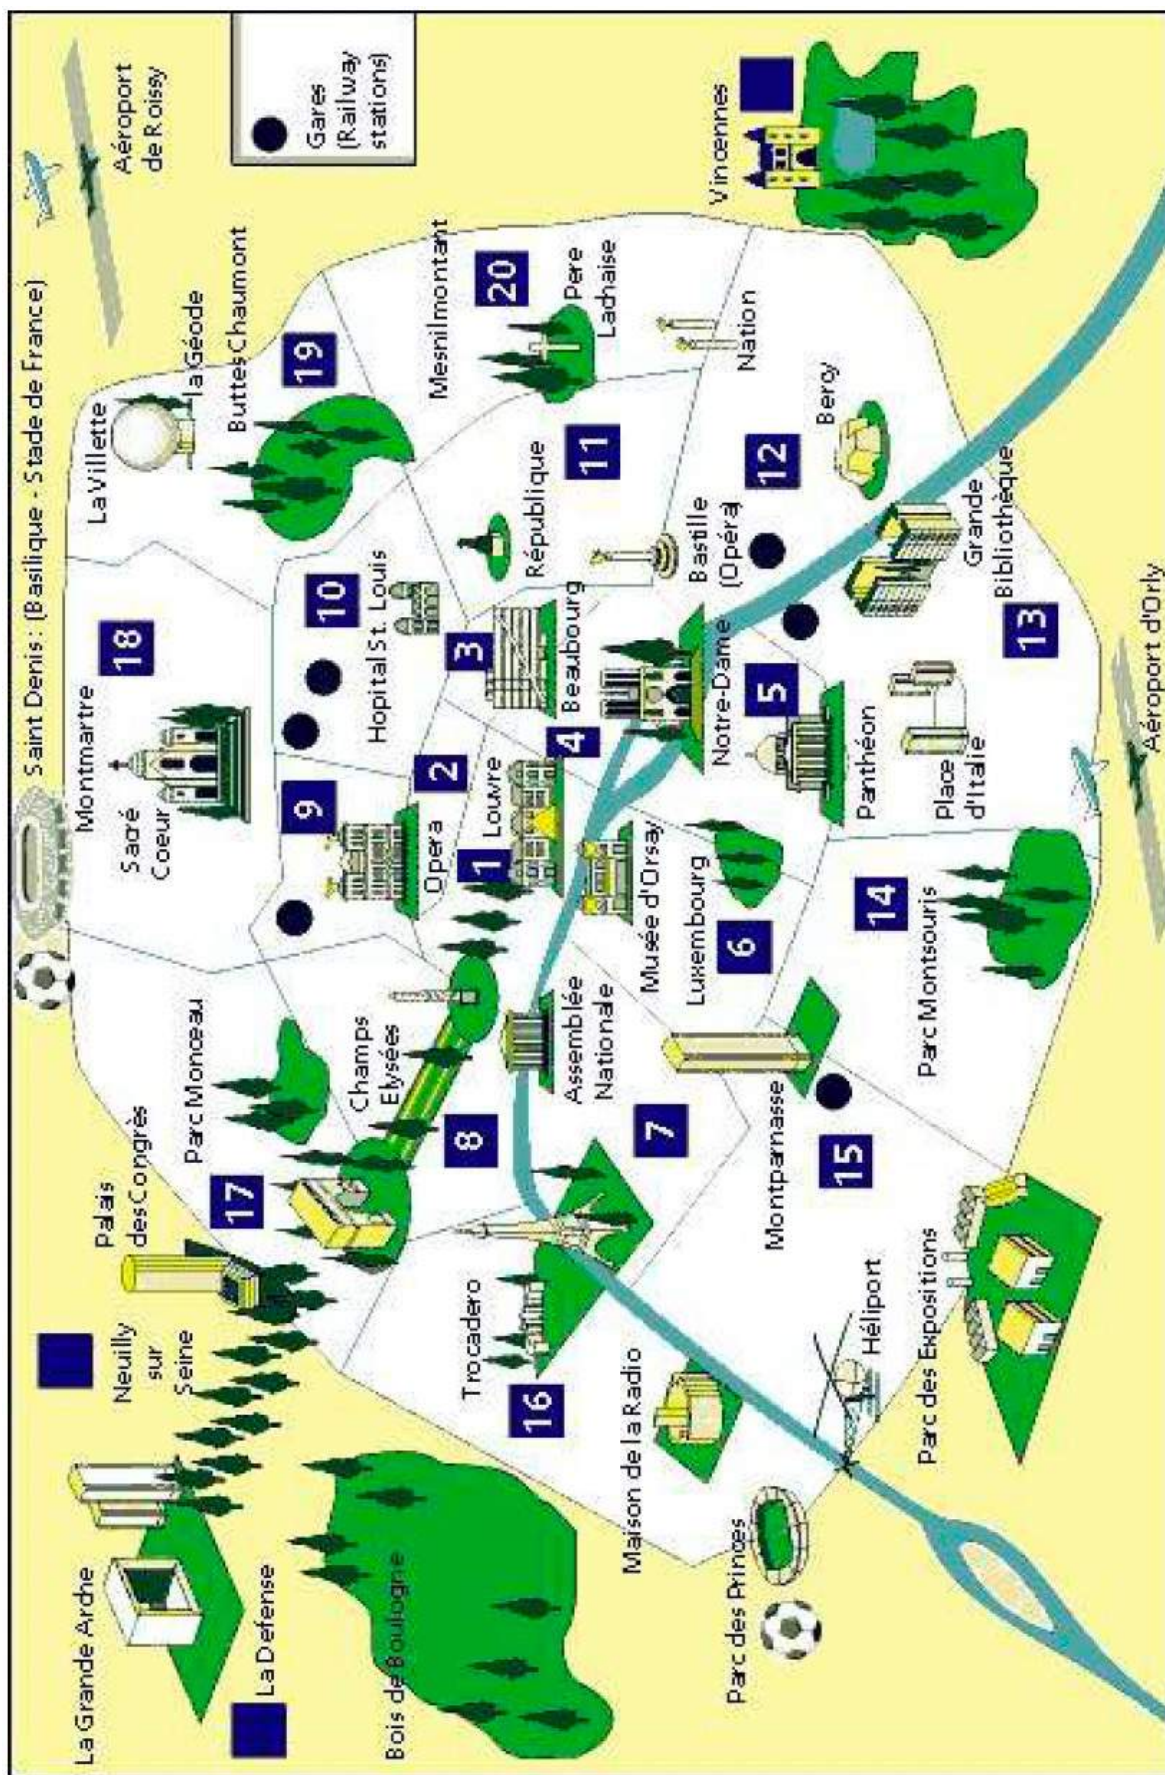 Saint Denis : (Basilique - Stade de France)
Aéroport
de Roissy
Gares
(Railway
stations)
La Grande Arche
La Defense
Neuilly
sur
Seine
Palais
des Congrès
17
Parc Monceau
Montmartre
Sacré
Coeur
18
La Villette
la Géode
Buttes Chaumont
19
Bois de Boulogne
Champs
Elysées
8
9
Opera
2
10
Hopital St. Louis
3
République
Mesnilmontant
20
Pere
Lachaise
Trocadero
16
Assemblée
Nationale
7
1
Louvre
4
Beaubourg
11
Nation
Maison de la Radio
Musée d'Orsay
Luxembourg
6
Notre-Dame
5
Panthéon
Bastille
(Opéra)
12
Bercy
Vincennes
Parc des Princes
Montparnasse
15
14
Place
d'Italie
Grande
Bibliothèque
13
Héliport
Parc des Expositions
Parc Montsouris
Aéroport d'Orly